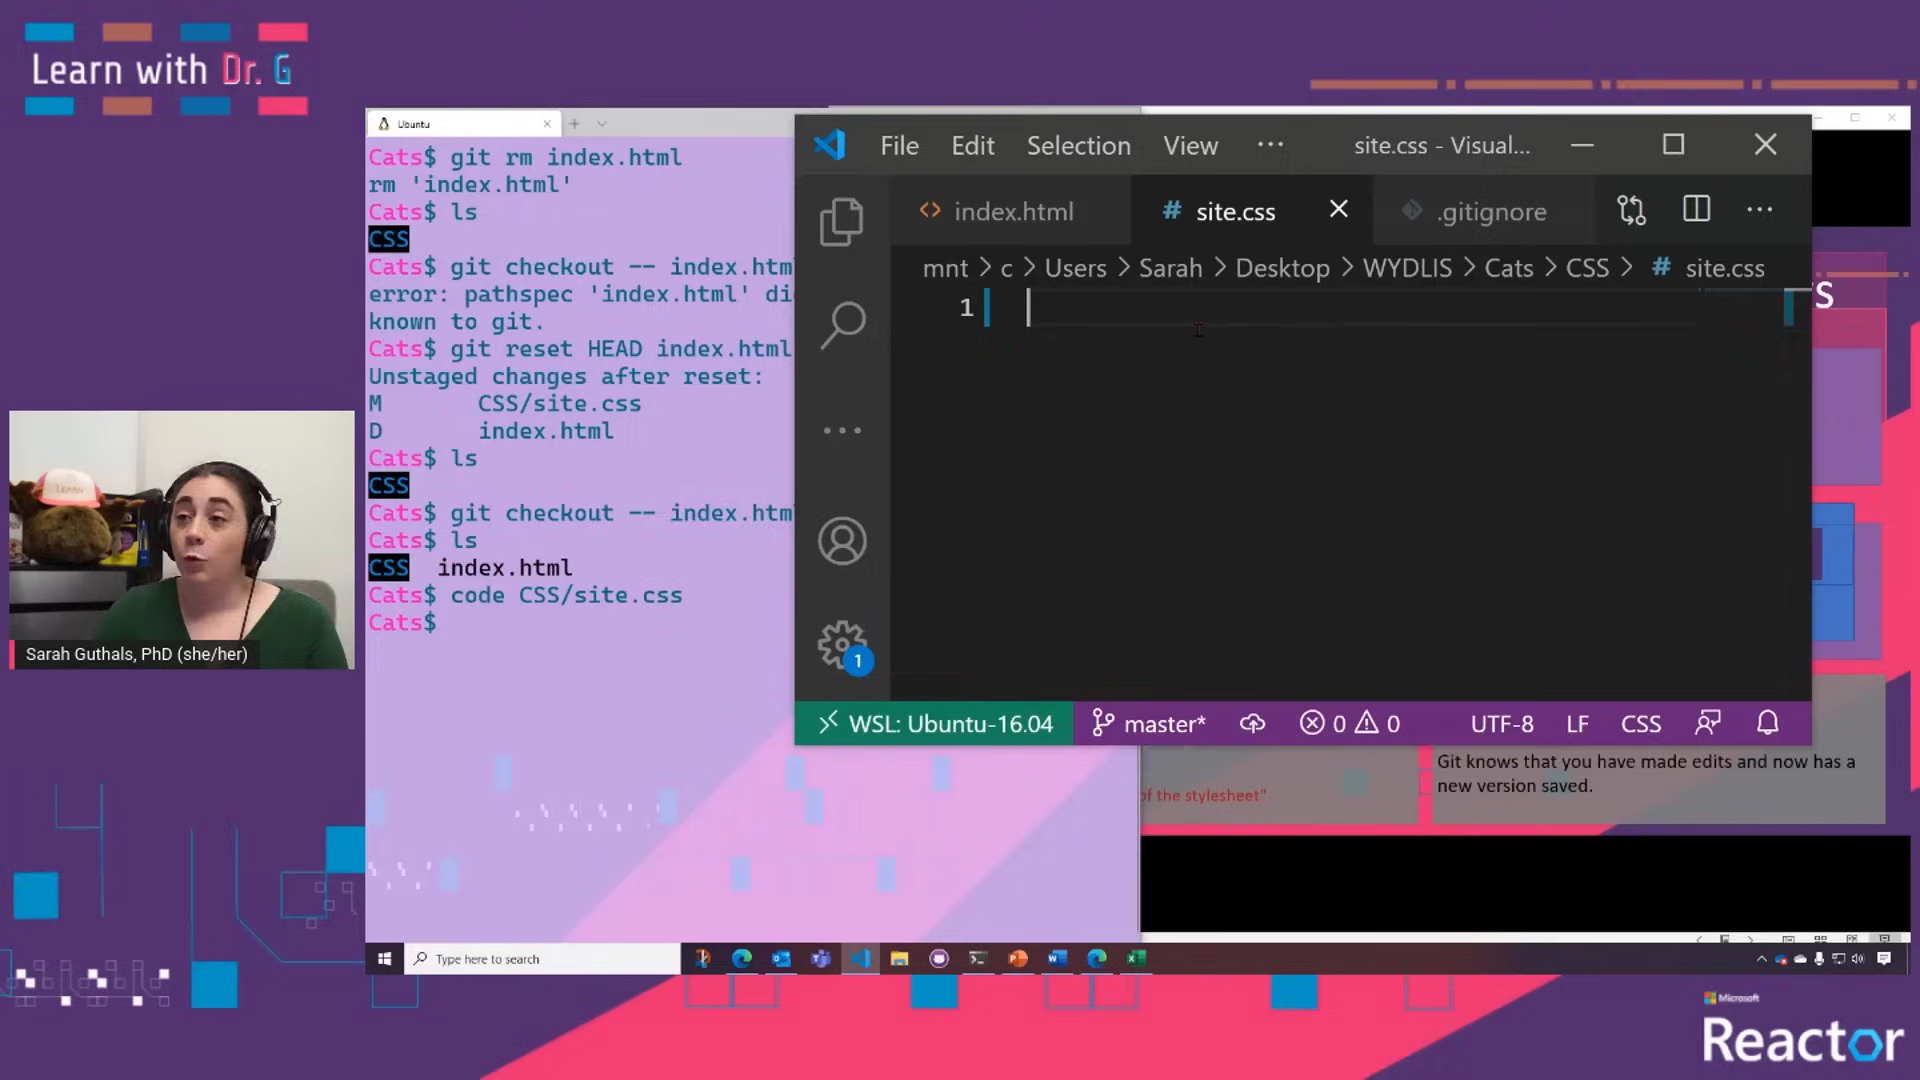 Learn with Dr. G
Ubuntu
Cats$ git rm index.html
rm 'index.html'
Cats$ ls
CSS
Cats$ git checkout -- index.html
error: pathspec 'index.html' di
known to git.
Cats$ git reset HEAD index.html
Unstaged changes after reset:
M CSS/site.css
D index.html
Cats$ ls
CSS
Cats$ git checkout -- index.html
Cats$ ls
CSS index.html
Cats$ code CSS/site.css
Cats$
File Edit Selection View ··· site.css - Visual...
<> index.html # site.css .gitignore ···
mnt > c > Users > Sarah > Desktop > WYDLIS > Cats > CSS > # site.css
1
1
WSL: Ubuntu-16.04 master* 0 0 UTF-8 LF CSS
Git knows that you have made edits and now has a
new version saved.
of the stylesheet"
Sarah Guthals, PhD (she/her)
Type here to search
Microsoft
Reactor